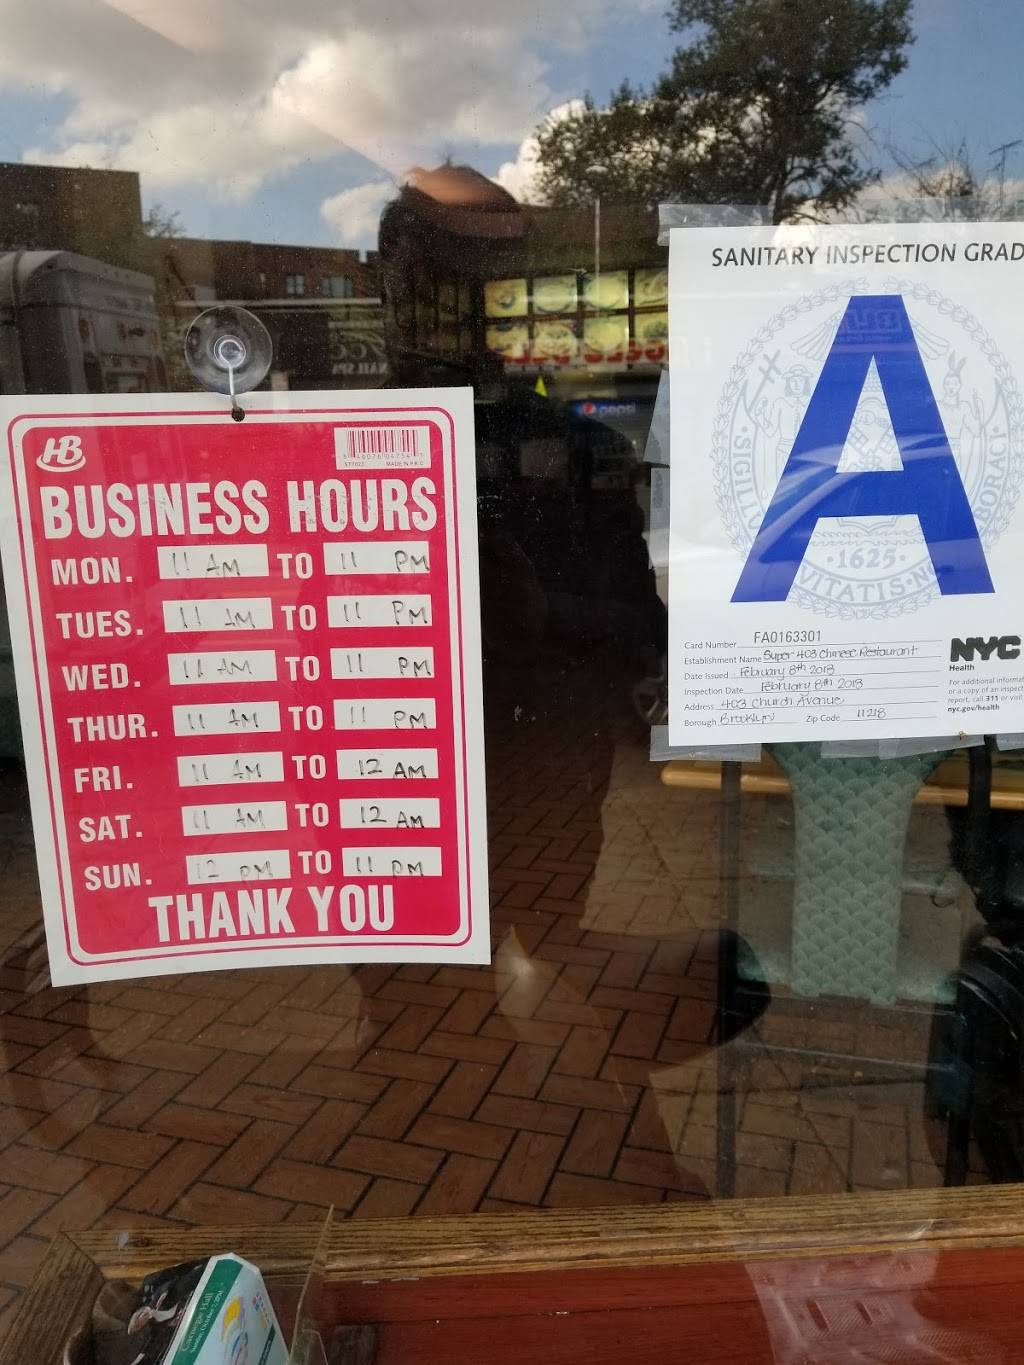 HB
MADE IN P.R.C
BUSINESS HOURS
MON. 11 AM TO 11 PM
TUES. 11 AM TO 11 PM
WED. 11 AM TO 11 PM
THUR. 11 AM TO 11 PM
FRI. 11 AM TO 12 AM
SAT. 11 AM TO 12 AM
SUN. 12 PM TO 11 PM
THANK YOU
SANITARY INSPECTION GRAD
A
·1625·
Card Number FA0163301
Establishment Name Super 403 Chinese Restaurant
Date Issued February 8th 2018
Inspection Date February 8th 2018
Address 403 Church Avenue
Borough Brooklyn Zip Code 11218
NYC
Health
For additional informat
or a copy of an inspect
report, call 311 or visit
nyc.gov/health
pepsi
NAIL SPA
Carnegie Hall